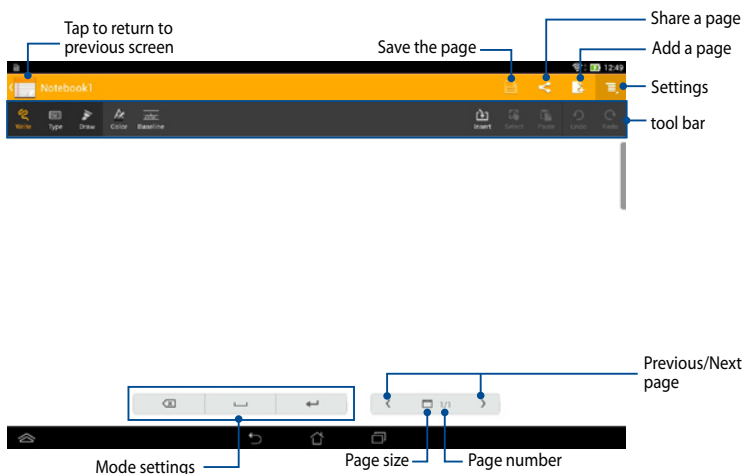 Tap to return to
previous screen
Save the page
Share a page
Add a page
12:49
Notebook1
Settings
Write Type Draw Color Baseline Insert Select Paste Undo Redo
tool bar
Previous/Next
page
1/1
Mode settings
Page size
Page number